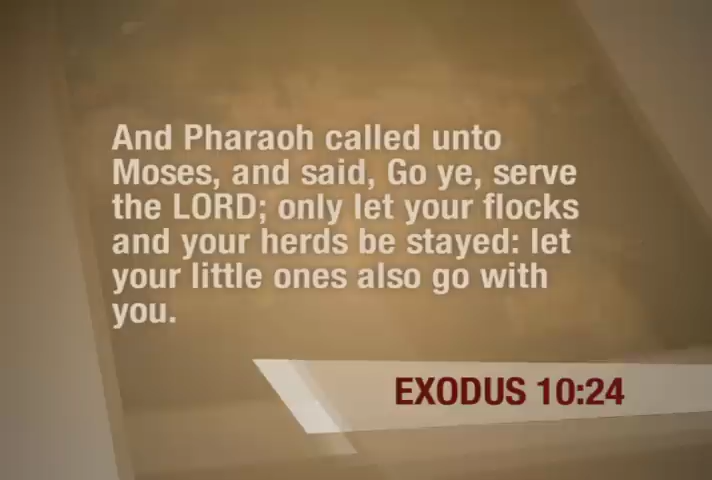 And Pharaoh called unto
Moses, and said, Go ye, serve
the LORD; only let your flocks
and your herds be stayed: let
your little ones also go with
you.
EXODUS 10:24